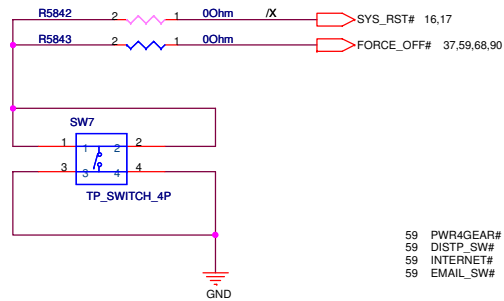 R5842 2 1 0Ohm /X SYS_RST# 16,17
R5843 2 1 0Ohm FORCE_OFF# 37,59,68,90
SW7
1 1 2 2
3 3 4 4
TP_SWITCH_4P
59 PWR4GEAR#
59 DISTP_SW#
59 INTERNET#
59 EMAIL_SW#
GND